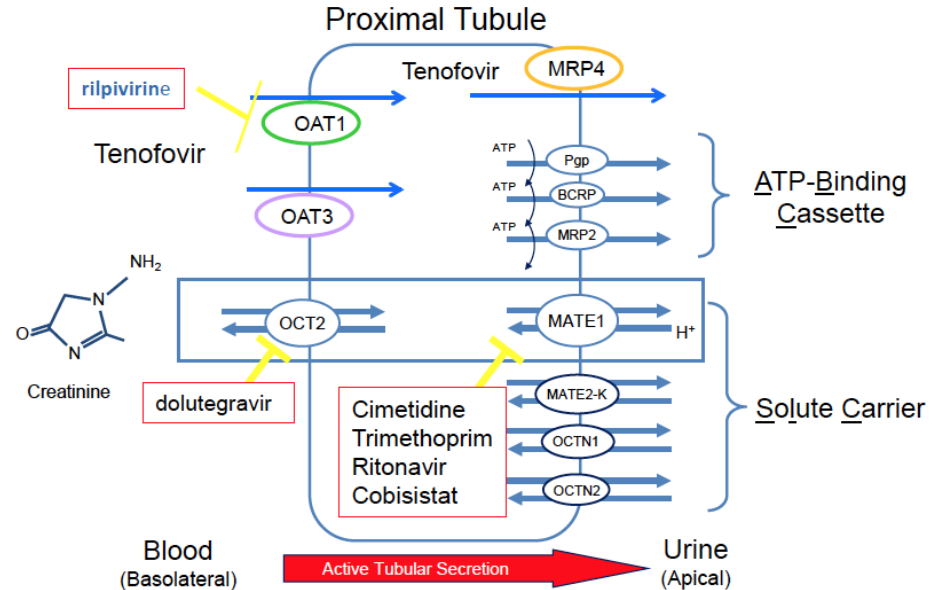 Proximal Tubule
rilpivirine
Tenofovir
MRP4
OAT1
Tenofovir
ATP
Pgp
ATP
BCRP
ATP
MRP2
ATP-Binding
Cassette
OAT3
NH2
N
O
N
Creatinine
OCT2
MATE1
H+
dolutegravir
Cimetidine
Trimethoprim
Ritonavir
Cobisistat
MATE2-K
OCTN1
OCTN2
Solute Carrier
Blood
(Basolateral)
Active Tubular Secretion
Urine
(Apical)